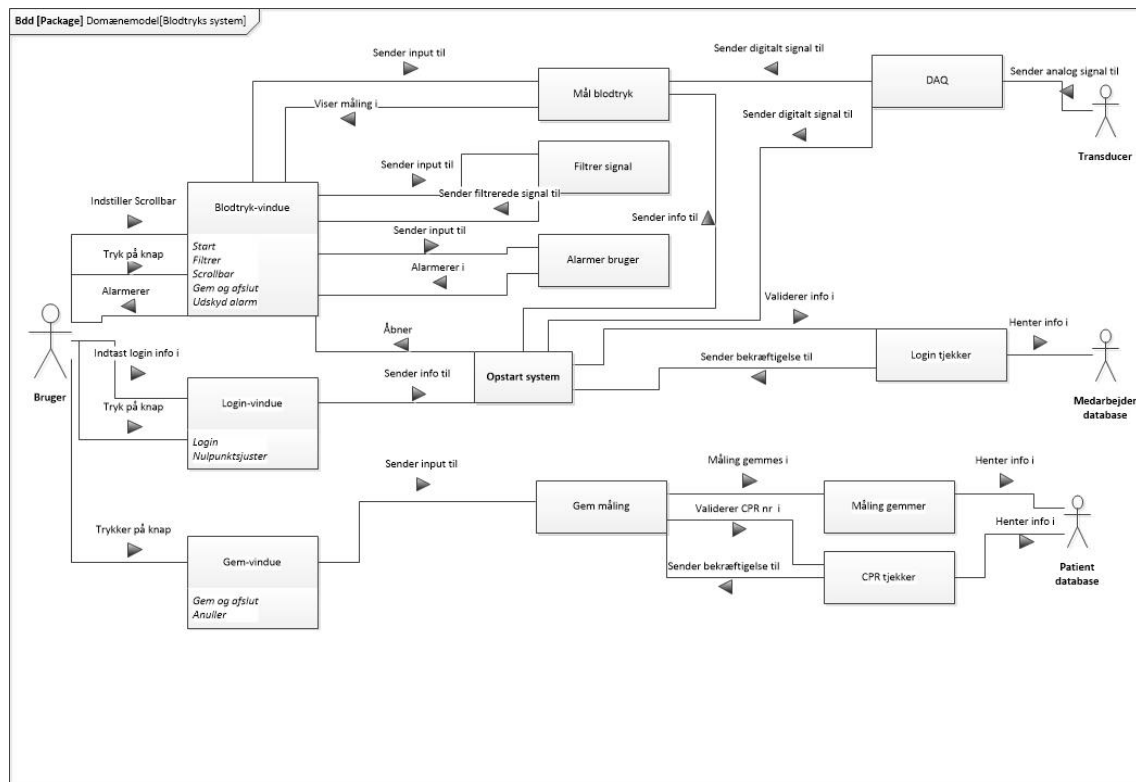 Bdd [Package] Domænemodel[Blodtryks system]
Sender input til
Sender digitalt signal til
DAQ
Sender analog signal til
Mål blodtryk
Viser måling i
Sender digitalt signal til
Transducer
Sender input til
Filtrer signal
Indstiller Scrollbar
Blodtryk-vindue
Sender filtrerede signal til
Sender info til
Sender input til
Start
Filtrer
Scrollbar
Gem og afslut
Udskyd alarm
Tryk på knap
Alarmer bruger
Alarmerer i
Alarmerer
Validerer info i
Åbner
Henter info i
Indtast login info i
Sender bekræftigelse til
Login tjekker
Sender info til
Opstart system
Bruger
Login-vindue
Medarbejder
database
Tryk på knap
Login
Nulpunktsjuster
Sender input til
Måling gemmes i
Henter info i
Gem måling
Måling gemmer
Validerer CPR nr i
Henter info i
Trykker på knap
Gem-vindue
Sender bekræftigelse til
CPR tjekker
Patient
database
Gem og afslut
Anuller